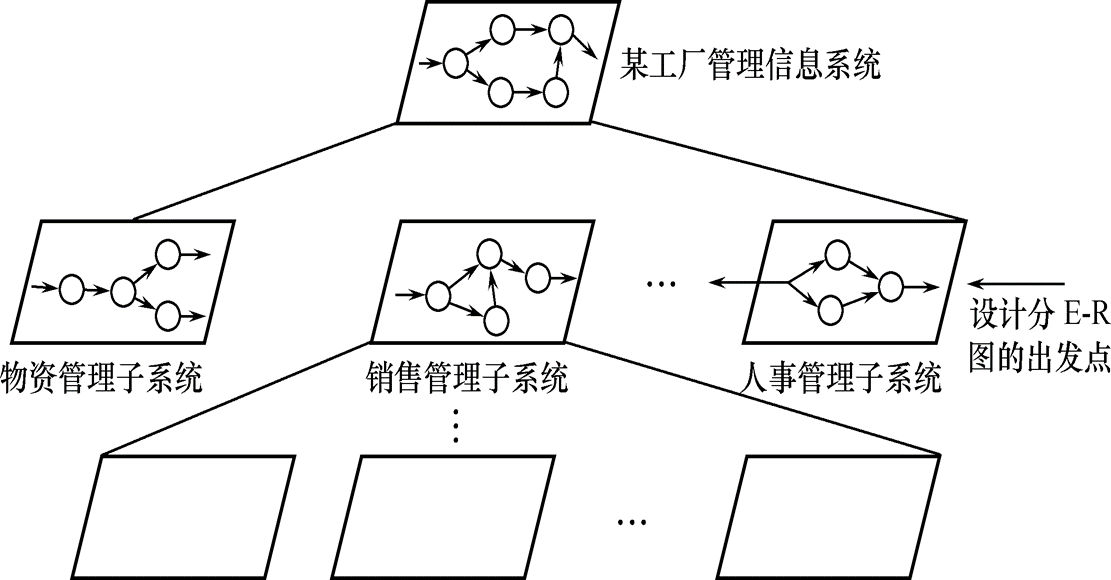 某工厂管理信息系统
…
设计分 E-R
图的出发点
物资管理子系统
销售管理子系统
人事管理子系统
⋮
…